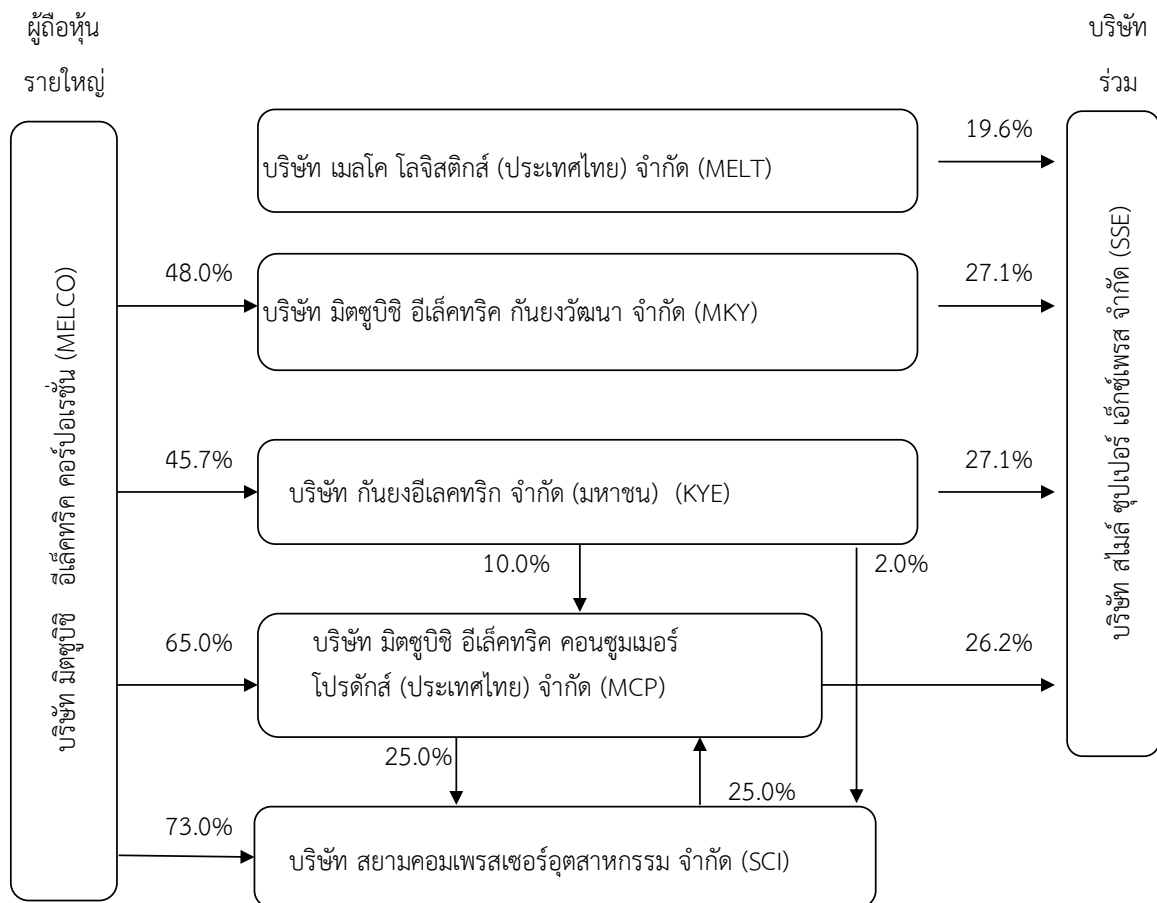 ผู้ถือหุ้น
รายใหญ่
บริษัท
ร่วม
บริษัท มิตซูบิชิ อีเล็คทริค คอร์ปอเรชั่น (MELCO)
บริษัท เมลโค โลจิสติกส์ (ประเทศไทย) จำกัด (MELT)
19.6%
บริษัท สไมล์ ซุปเปอร์ เอ็กซ์เพรส จำกัด (SSE)
48.0%
บริษัท มิตซูบิชิ อีเล็คทริค กันยงวัฒนา จำกัด (MKY)
27.1%
45.7%
บริษัท กันยงอีเลคทริก จำกัด (มหาชน) (KYE)
27.1%
10.0%
2.0%
65.0%
บริษัท มิตซูบิชิ อีเล็คทริค คอนซูมเมอร์
โปรดักส์ (ประเทศไทย) จำกัด (MCP)
26.2%
25.0%
25.0%
73.0%
บริษัท สยามคอมเพรสเซอร์อุตสาหกรรม จำกัด (SCI)